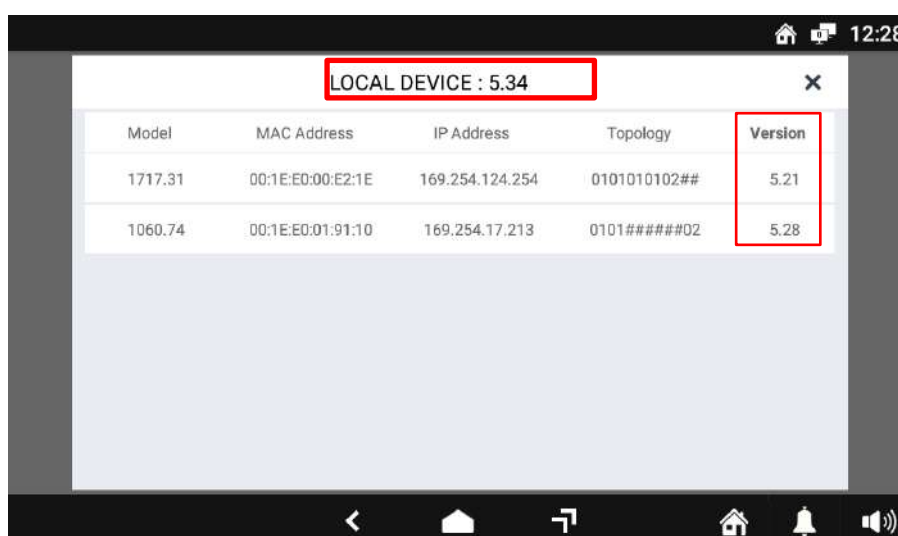 12:28
LOCAL DEVICE : 5.34
Model MAC Address IP Address Topology Version
1717.31 00:1E:E0:00:E2:1E 169.254.124.254 0101010102## 5.21
1060.74 00:1E:E0:01:91:10 169.254.17.213 0101######02 5.28